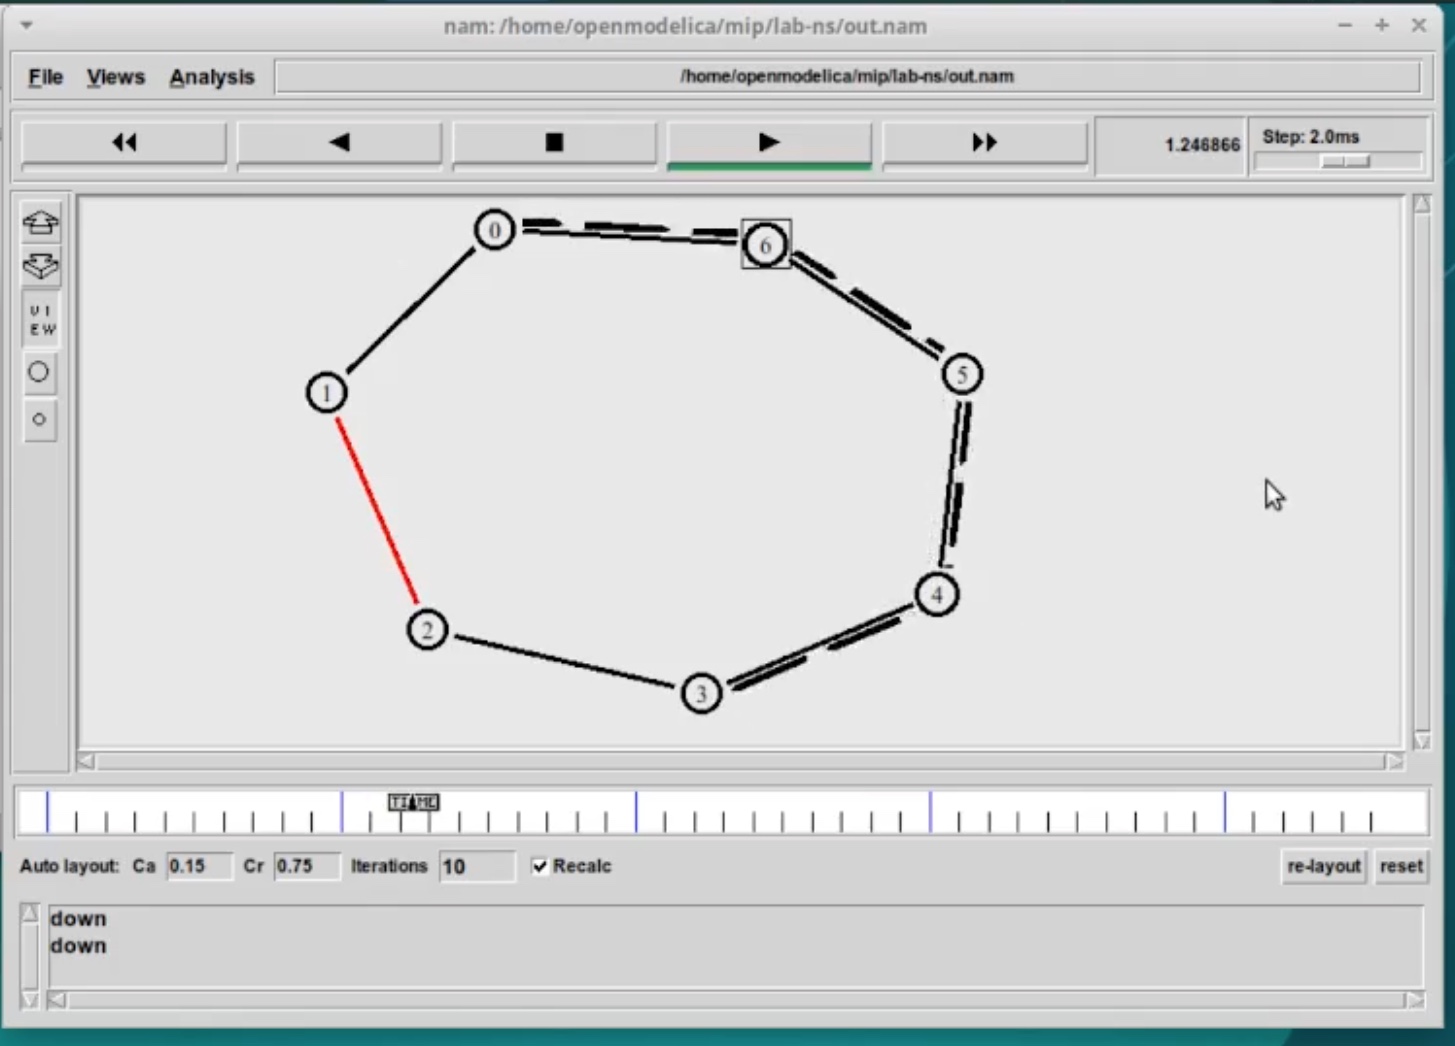 nam: /home/openmodelica/mip/lab-ns/out.nam
File Views Analysis /home/openmodelica/mip/lab-ns/out.nam
1.246866 Step: 2.0ms
0
6
5
1
4
2
3
VI
EW
TIME
Auto layout: Ca 0.15 Cr 0.75 Iterations 10 Recalc re-layout reset
down
down